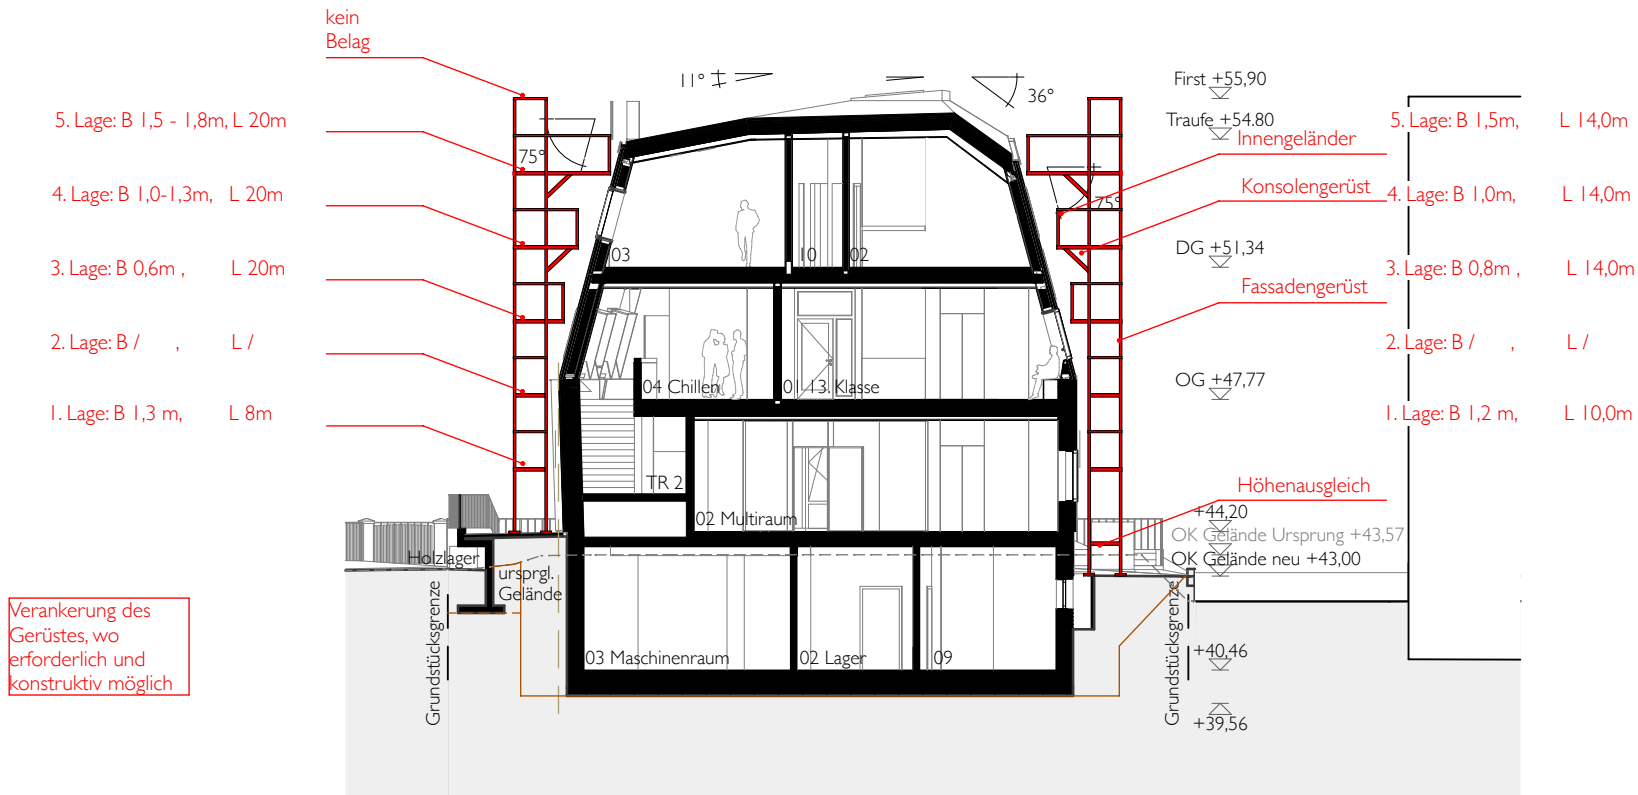 kein
Belag
5. Lage: B 1,5 - 1,8m, L 20m
4. Lage: B 1,0-1,3m, L 20m
3. Lage: B 0,6m , L 20m
2. Lage: B / , L /
1. Lage: B 1,3 m, L 8m
Verankerung des
Gerüstes, wo
erforderlich und
konstruktiv möglich
11°
36°
75°
75°
03
10
02
04 Chillen
01 13. Klasse
TR 2
02 Multiraum
03 Maschinenraum
02 Lager
09
Holzlager
ursprgl.
Gelände
Grundstücksgrenze
Grundstücksgrenze
First +55,90
Traufe +54.80
DG +51,34
OG +47,77
+44,20
OK Gelände Ursprung +43,57
OK Gelände neu +43,00
+40,46
+39,56
Innengeländer
Konsolengerüst
Fassadengerüst
Höhenausgleich
5. Lage: B 1,5m, L 14,0m
4. Lage: B 1,0m, L 14,0m
3. Lage: B 0,8m , L 14,0m
2. Lage: B / , L /
1. Lage: B 1,2 m, L 10,0m